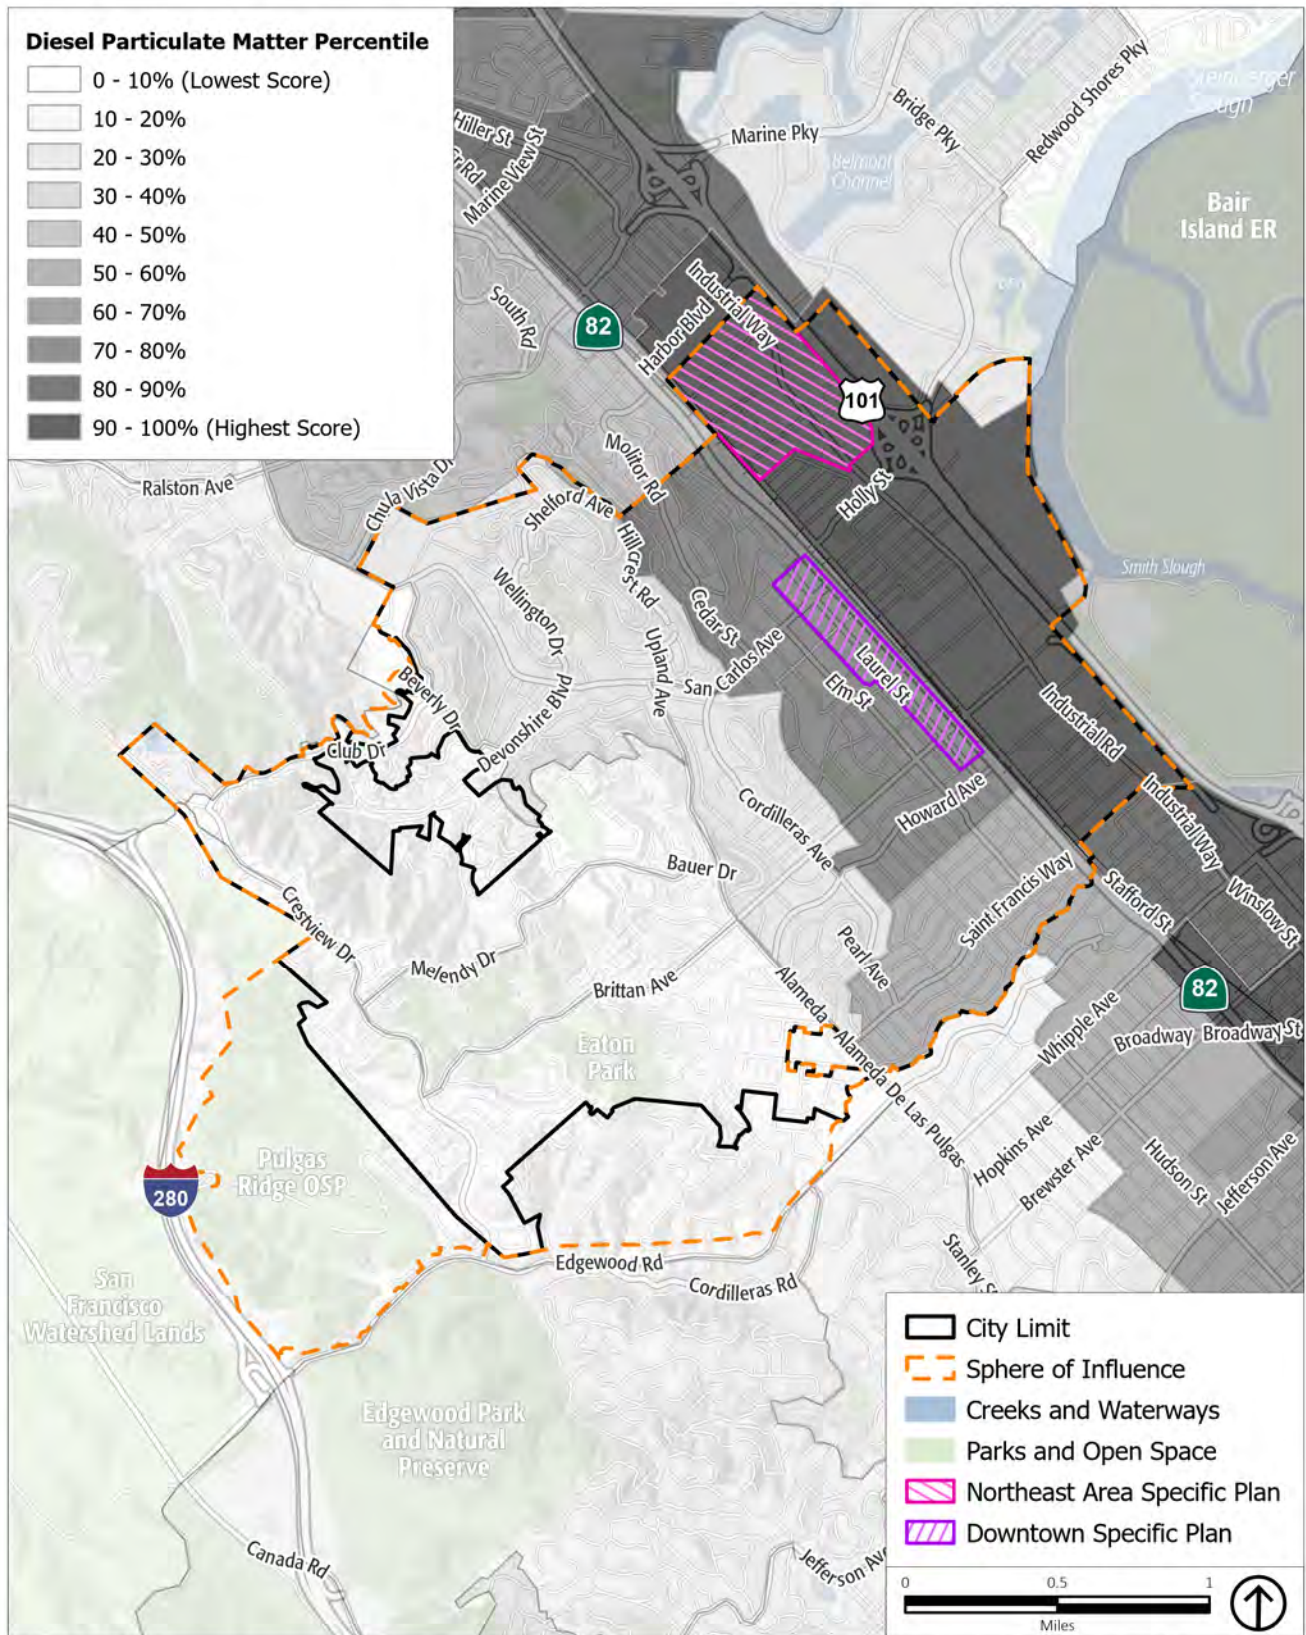 Diesel Particulate Matter Percentile
0 - 10% (Lowest Score)
10 - 20%
20 - 30%
30 - 40%
40 - 50%
50 - 60%
60 - 70%
70 - 80%
80 - 90%
90 - 100% (Highest Score)
Hiller St
Marine View St
Marine Pky
Bridge Pky
Redwood Shores Pky
Steinberger
Slough
Belmont
Channel
Bair
Island ER
South Rd
82
Harbor Blvd
Industrial Way
101
Molitor Rd
Holly St
Ralston Ave
Chula Vista Dr
Shelford Ave
Hillcrest Rd
Smith Slough
Wellington Dr
Cedar St
Upland Ave
San Carlos Ave
Elm St
Laurel St
Beverly Dr
Devonshire Blvd
Club Dr
Industrial Rd
Cordilleras Ave
Howard Ave
Industrial Way
Bauer Dr
Saint Francis Way
Stafford St
Winslow St
Crestview Dr
Melendy Dr
Pearl Ave
Brittan Ave
Alameda
Alameda De Las Pulgas
82
Whipple Ave
Broadway
Broadway St
Eaton
Park
Hopkins Ave
Brewster Ave
Hudson St
Jefferson Ave
Pulgas
Ridge OSP
280
Stanley St
Edgewood Rd
Cordilleras Rd
San
Francisco
Watershed Lands
Edgewood Park
and Natural
Preserve
Canada Rd
Jefferson Ave
City Limit
Sphere of Influence
Creeks and Waterways
Parks and Open Space
Northeast Area Specific Plan
Downtown Specific Plan
0 0.5 1
Miles